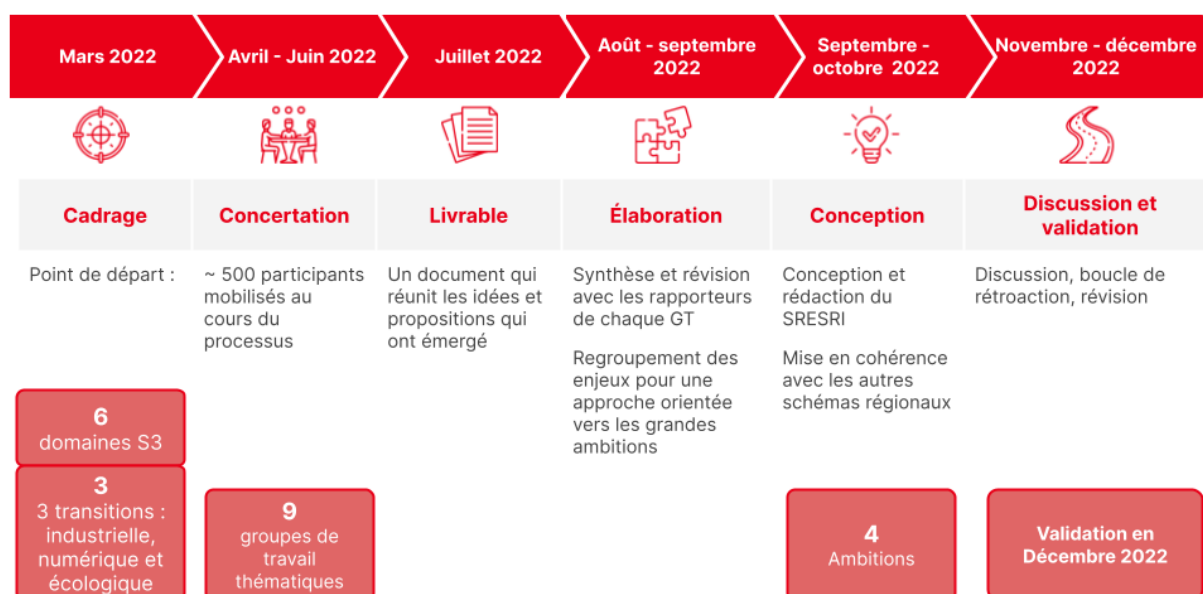 Mars 2022
Avril - Juin 2022
Juillet 2022
Août - septembre
2022
Septembre -
octobre 2022
Novembre - décembre
2022
Cadrage
Concertation
Livrable
Élaboration
Conception
Discussion et
validation
Point de départ :
~ 500 participants
mobilisés au
cours du
processus
Un document qui
réunit les idées et
propositions qui
ont émergé
Synthèse et révision
avec les rapporteurs
de chaque GT
Regroupement des
enjeux pour une
approche orientée
vers les grandes
ambitions
Conception et
rédaction du
SRESRI
Mise en cohérence
avec les autres
schémas régionaux
Discussion, boucle de
rétroaction, révision
6
domaines S3
3
3 transitions :
industrielle,
numérique et
écologique
9
groupes de
travail
thématiques
4
Ambitions
Validation en
Décembre 2022